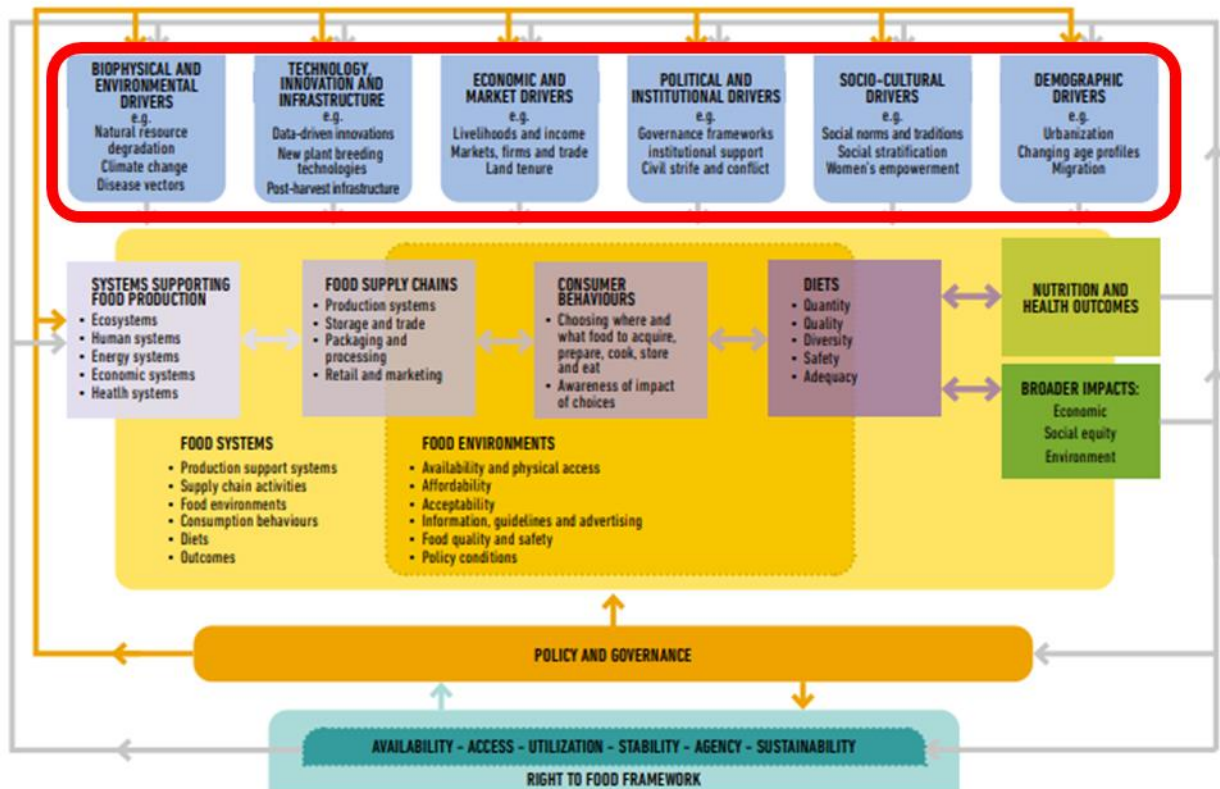 BIOPHYSICAL AND
ENVIRONMENTAL
DRIVERS
e.g.
Natural resource
degradation
Climate change
Disease vectors
TECHNOLOGY,
INNOVATION AND
INFRASTRUCTURE
e.g.
Data-driven innovations
New plant breeding
technologies
Post-harvest infrastructure
ECONOMIC AND
MARKET DRIVERS
e.g.
Livelihoods and income
Markets, firms and trade
Land tenure
POLITICAL AND
INSTITUTIONAL DRIVERS
e.g.
Governance frameworks
institutional support
Civil strife and conflict
SOCIO-CULTURAL
DRIVERS
e.g.
Social norms and traditions
Social stratification
Women's empowerment
DEMOGRAPHIC
DRIVERS
e.g.
Urbanization
Changing age profiles
Migration
SYSTEMS SUPPORTING
FOOD PRODUCTION
• Ecosystems
• Human systems
• Energy systems
• Economic systems
• Heatlh systems
FOOD SUPPLY CHAINS
• Production systems
• Storage and trade
• Packaging and
processing
• Retail and marketing
CONSUMER
BEHAVIOURS
• Choosing where and
what food to acquire,
prepare, cook, store
and eat
• Awareness of impact
of choices
DIETS
• Quantity
• Quality
• Diversity
• Safety
• Adequacy
NUTRITION AND
HEALTH OUTCOMES
BROADER IMPACTS:
Economic
Social equity
Environment
FOOD SYSTEMS
• Production support systems
• Supply chain activities
• Food environments
• Consumption behaviours
• Diets
• Outcomes
FOOD ENVIRONMENTS
• Availability and physical access
• Affordability
• Acceptability
• Information, guidelines and advertising
• Food quality and safety
• Policy conditions
POLICY AND GOVERNANCE
AVAILABILITY – ACCESS – UTILIZATION – STABILITY – AGENCY – SUSTAINABILITY
RIGHT TO FOOD FRAMEWORK